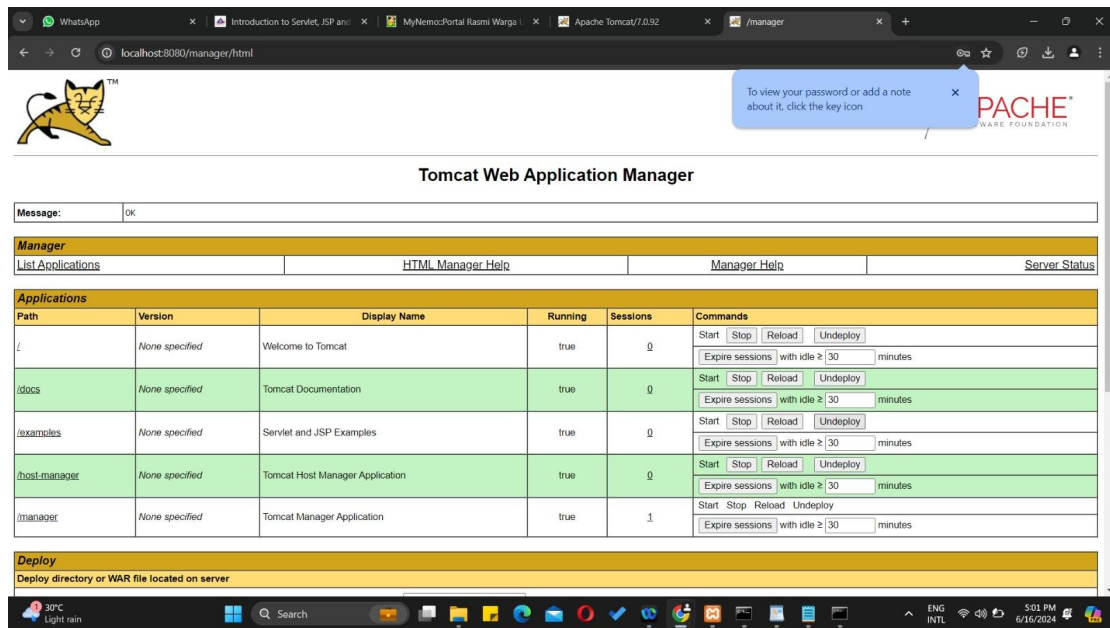 WhatsApp
Introduction to Servlet, JSP and
MyNemo::Portal Rasmi Warga
Apache Tomcat/7.0.92
/manager
localhost:8080/manager/html
To view your password or add a note
about it, click the key icon
TM
PACHE®
WARE FOUNDATION
Tomcat Web Application Manager
Message: OK
Manager
List Applications HTML Manager Help Manager Help Server Status
Applications
Path Version Display Name Running Sessions Commands
/ None specified Welcome to Tomcat true 0 Start Stop Reload Undeploy
Expire sessions with idle ≥ 30 minutes
/docs None specified Tomcat Documentation true 0 Start Stop Reload Undeploy
Expire sessions with idle ≥ 30 minutes
/examples None specified Servlet and JSP Examples true 0 Start Stop Reload Undeploy
Expire sessions with idle ≥ 30 minutes
/host-manager None specified Tomcat Host Manager Application true 0 Start Stop Reload Undeploy
Expire sessions with idle ≥ 30 minutes
/manager None specified Tomcat Manager Application true 1 Start Stop Reload Undeploy
Expire sessions with idle ≥ 30 minutes
Deploy
Deploy directory or WAR file located on server
1
30°C
Light rain
Search
ENG
INTL
5:01 PM
6/16/2024